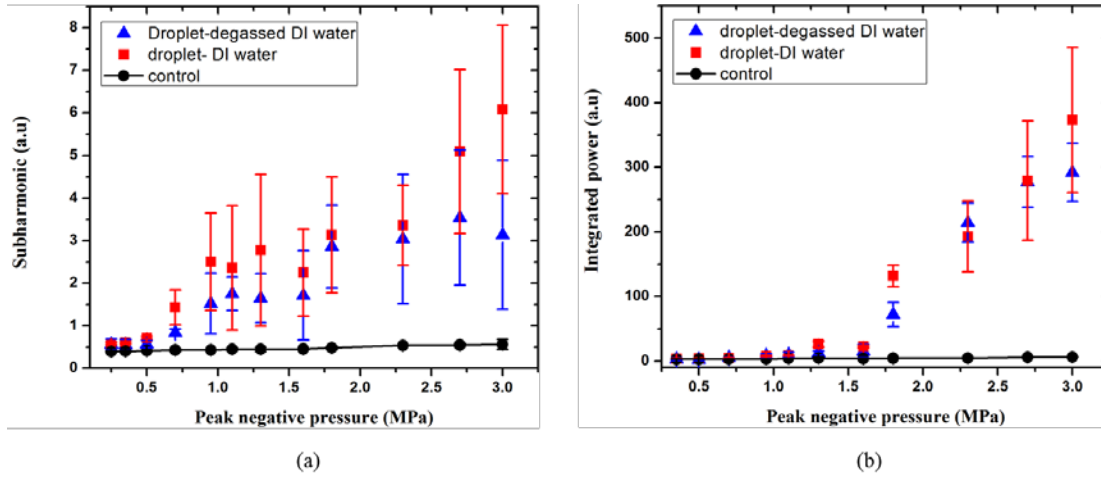 Droplet-degassed DI water
droplet- DI water
control
Subharmonic (a.u)
8
7
6
5
4
3
2
1
0
0.5 1.0 1.5 2.0 2.5 3.0
Peak negative pressure (MPa)
(a)
droplet-degassed DI water
droplet-DI water
control
Integrated power (a.u)
500
400
300
200
100
0
0.5 1.0 1.5 2.0 2.5 3.0
Peak negative pressure (MPa)
(b)